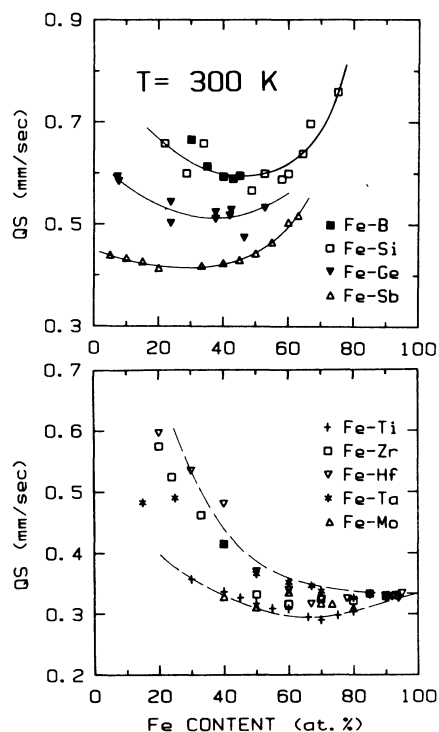 0.9
0.7
0.5
0.3
QS (mm/sec)
T= 300 K
Fe-B
Fe-Si
Fe-Ge
Fe-Sb
0 20 40 60 80 100
0.7
0.6
0.5
0.4
0.3
0.2
QS (mm/sec)
Fe-Ti
Fe-Zr
Fe-Hf
Fe-Ta
Fe-Mo
0 20 40 60 80 100
Fe CONTENT (at.%)